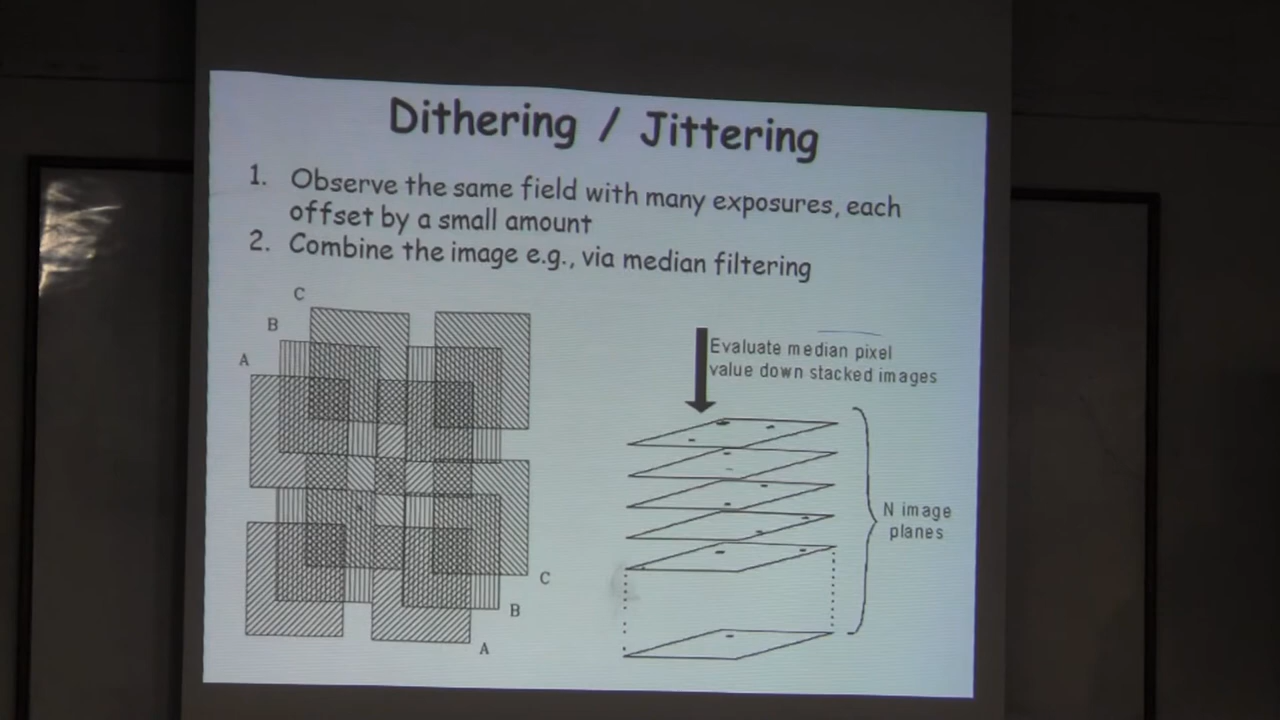 Dithering / Jittering
1. Observe the same field with many exposures, each
offset by a small amount
2. Combine the image e.g., via median filtering
C
B
A
Evaluate median pixel
value down stacked images
N image
planes
C
B
A